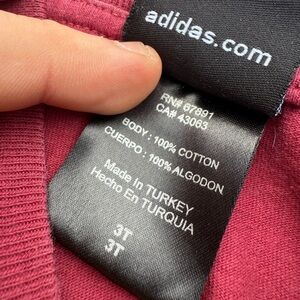 adidas.com
RN# 67891
CA# 43063
BODY: 100% COTTON
CUERPO: 100% ALGODON
Made in TURKEY
Hecho En TURQUIA
3T
3T